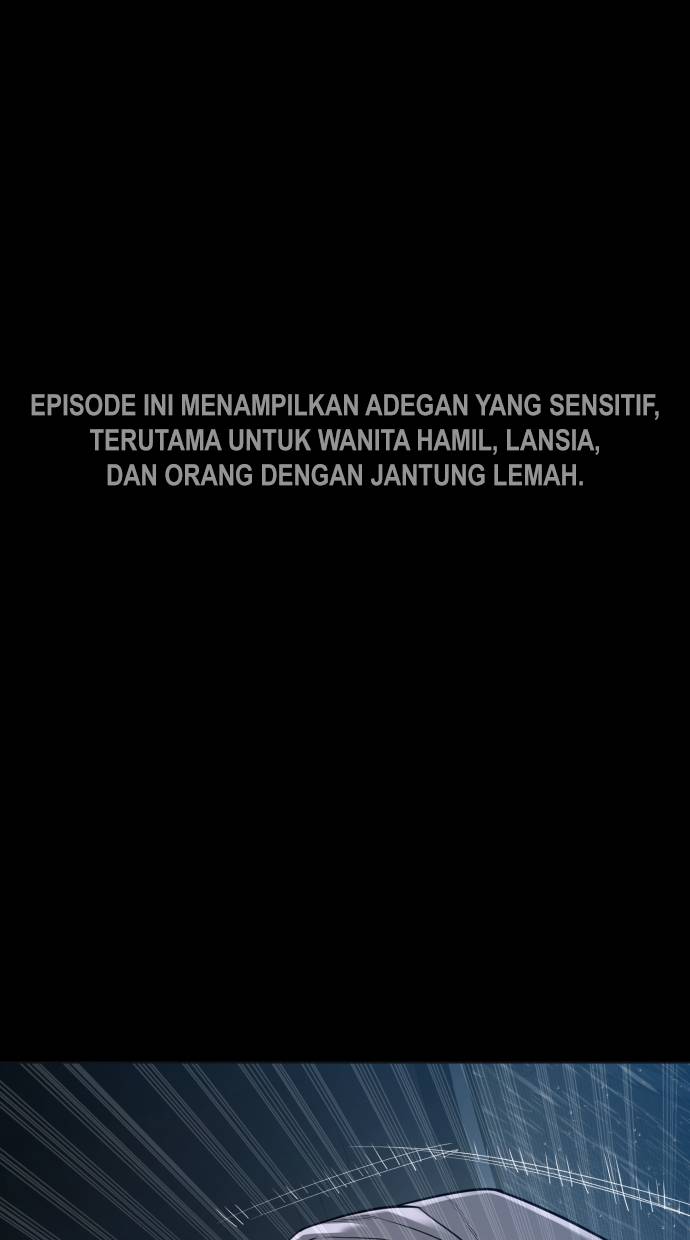 EPISODE INI MENAMPILKAN ADEGAN YANG SENSITIF,
TERUTAMA UNTUK WANITA HAMIL, LANSIA,
DAN ORANG DENGAN JANTUNG LEMAH.